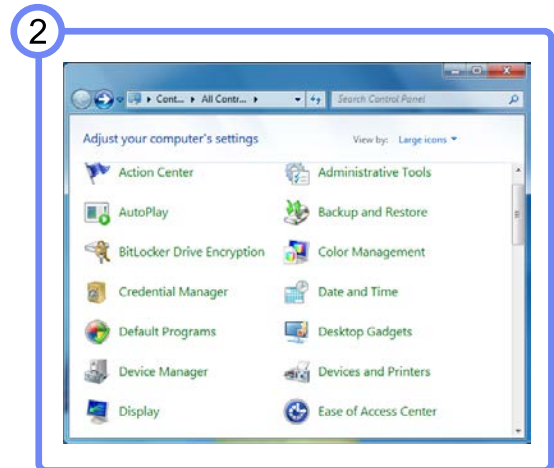 2
Cont... All Contr...
Search Control Panel
Adjust your computer's settings
View by: Large icons
Action Center
Administrative Tools
AutoPlay
Backup and Restore
BitLocker Drive Encryption
Color Management
Credential Manager
Date and Time
Default Programs
Desktop Gadgets
Device Manager
Devices and Printers
Display
Ease of Access Center